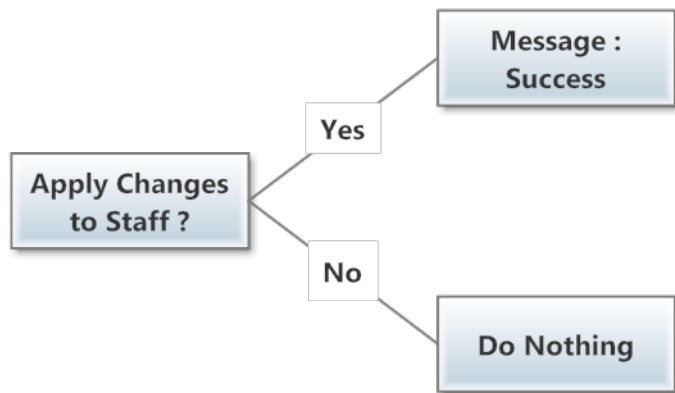 Message :
Success
Yes
Apply Changes
to Staff ?
No
Do Nothing